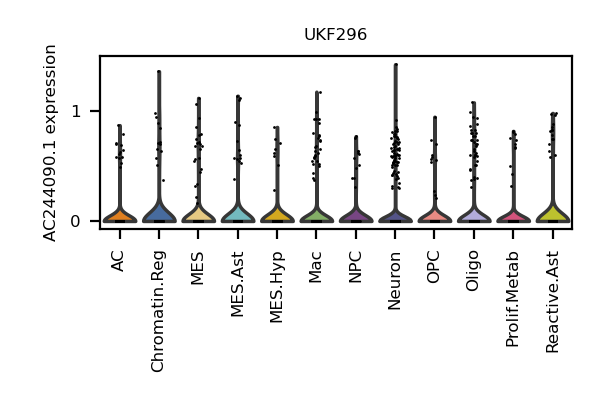 UKF296
AC244090.1 expression
1
0
AC
Chromatin.Reg
MES
MES.Ast
MES.Hyp
Mac
NPC
Neuron
OPC
Oligo
Prolif.Metab
Reactive.Ast